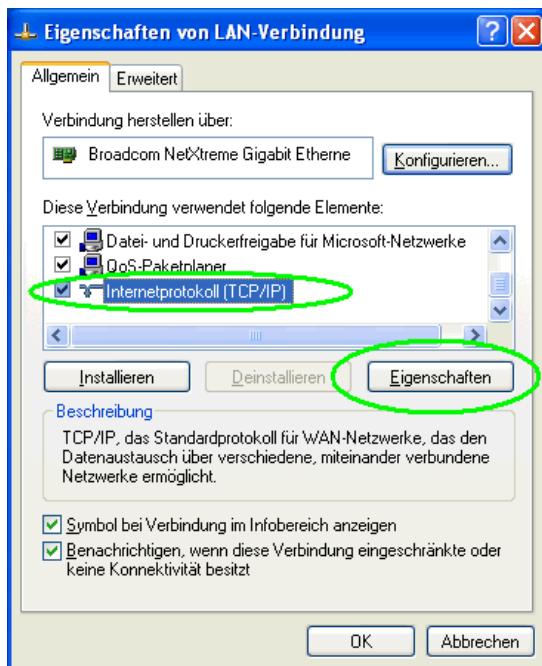 Eigenschaften von LAN-Verbindung
Allgemein
Erweitert
Verbindung herstellen über:
Broadcom NetXtreme Gigabit Etherne
Konfigurieren...
Diese Verbindung verwendet folgende Elemente:
Datei- und Druckerfreigabe für Microsoft-Netzwerke
QoS-Paketplaner
Internetprotokoll (TCP/IP)
Installieren
Deinstallieren
Eigenschaften
Beschreibung
TCP/IP, das Standardprotokoll für WAN-Netzwerke, das den
Datenaustausch über verschiedene, miteinander verbundene
Netzwerke ermöglicht.
Symbol bei Verbindung im Infobereich anzeigen
Benachrichtigen, wenn diese Verbindung eingeschränkte oder
keine Konnektivität besitzt
OK
Abbrechen